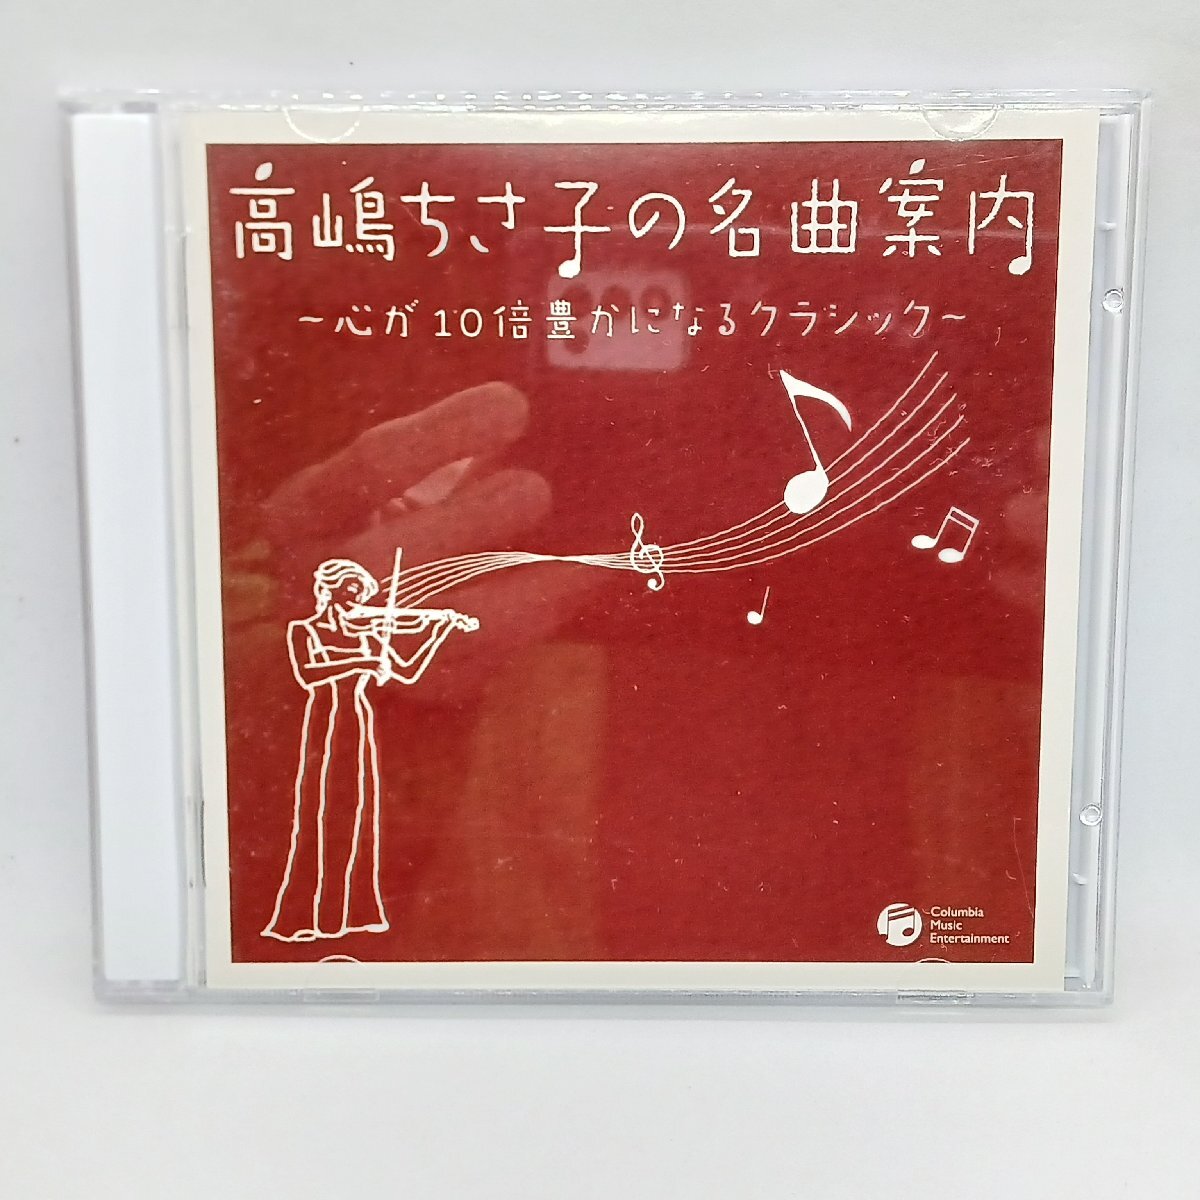 高嶋ちさ子の名曲案内
～心が10倍豊かになるクラシック～
Columbia
Music
Entertainment